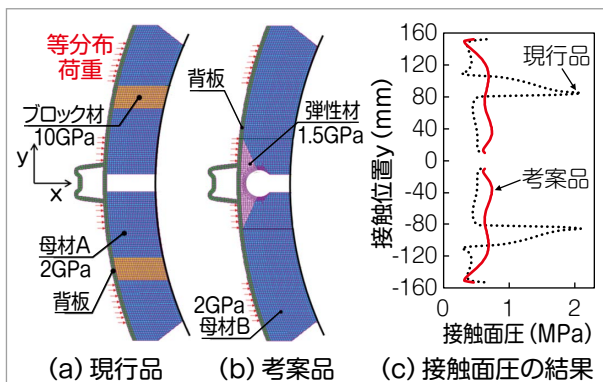 等分布
荷重
ブロック材
10GPa
y
x
母材A
2GPa
背板
(a) 現行品
背板
弾性材
1.5GPa
2GPa
母材B
(b) 考案品
接触位置y (mm)
160
120
80
40
0
-40
-80
-120
-160
現行品
考案品
0
1
2
接触面圧 (MPa)
(c) 接触面圧の結果